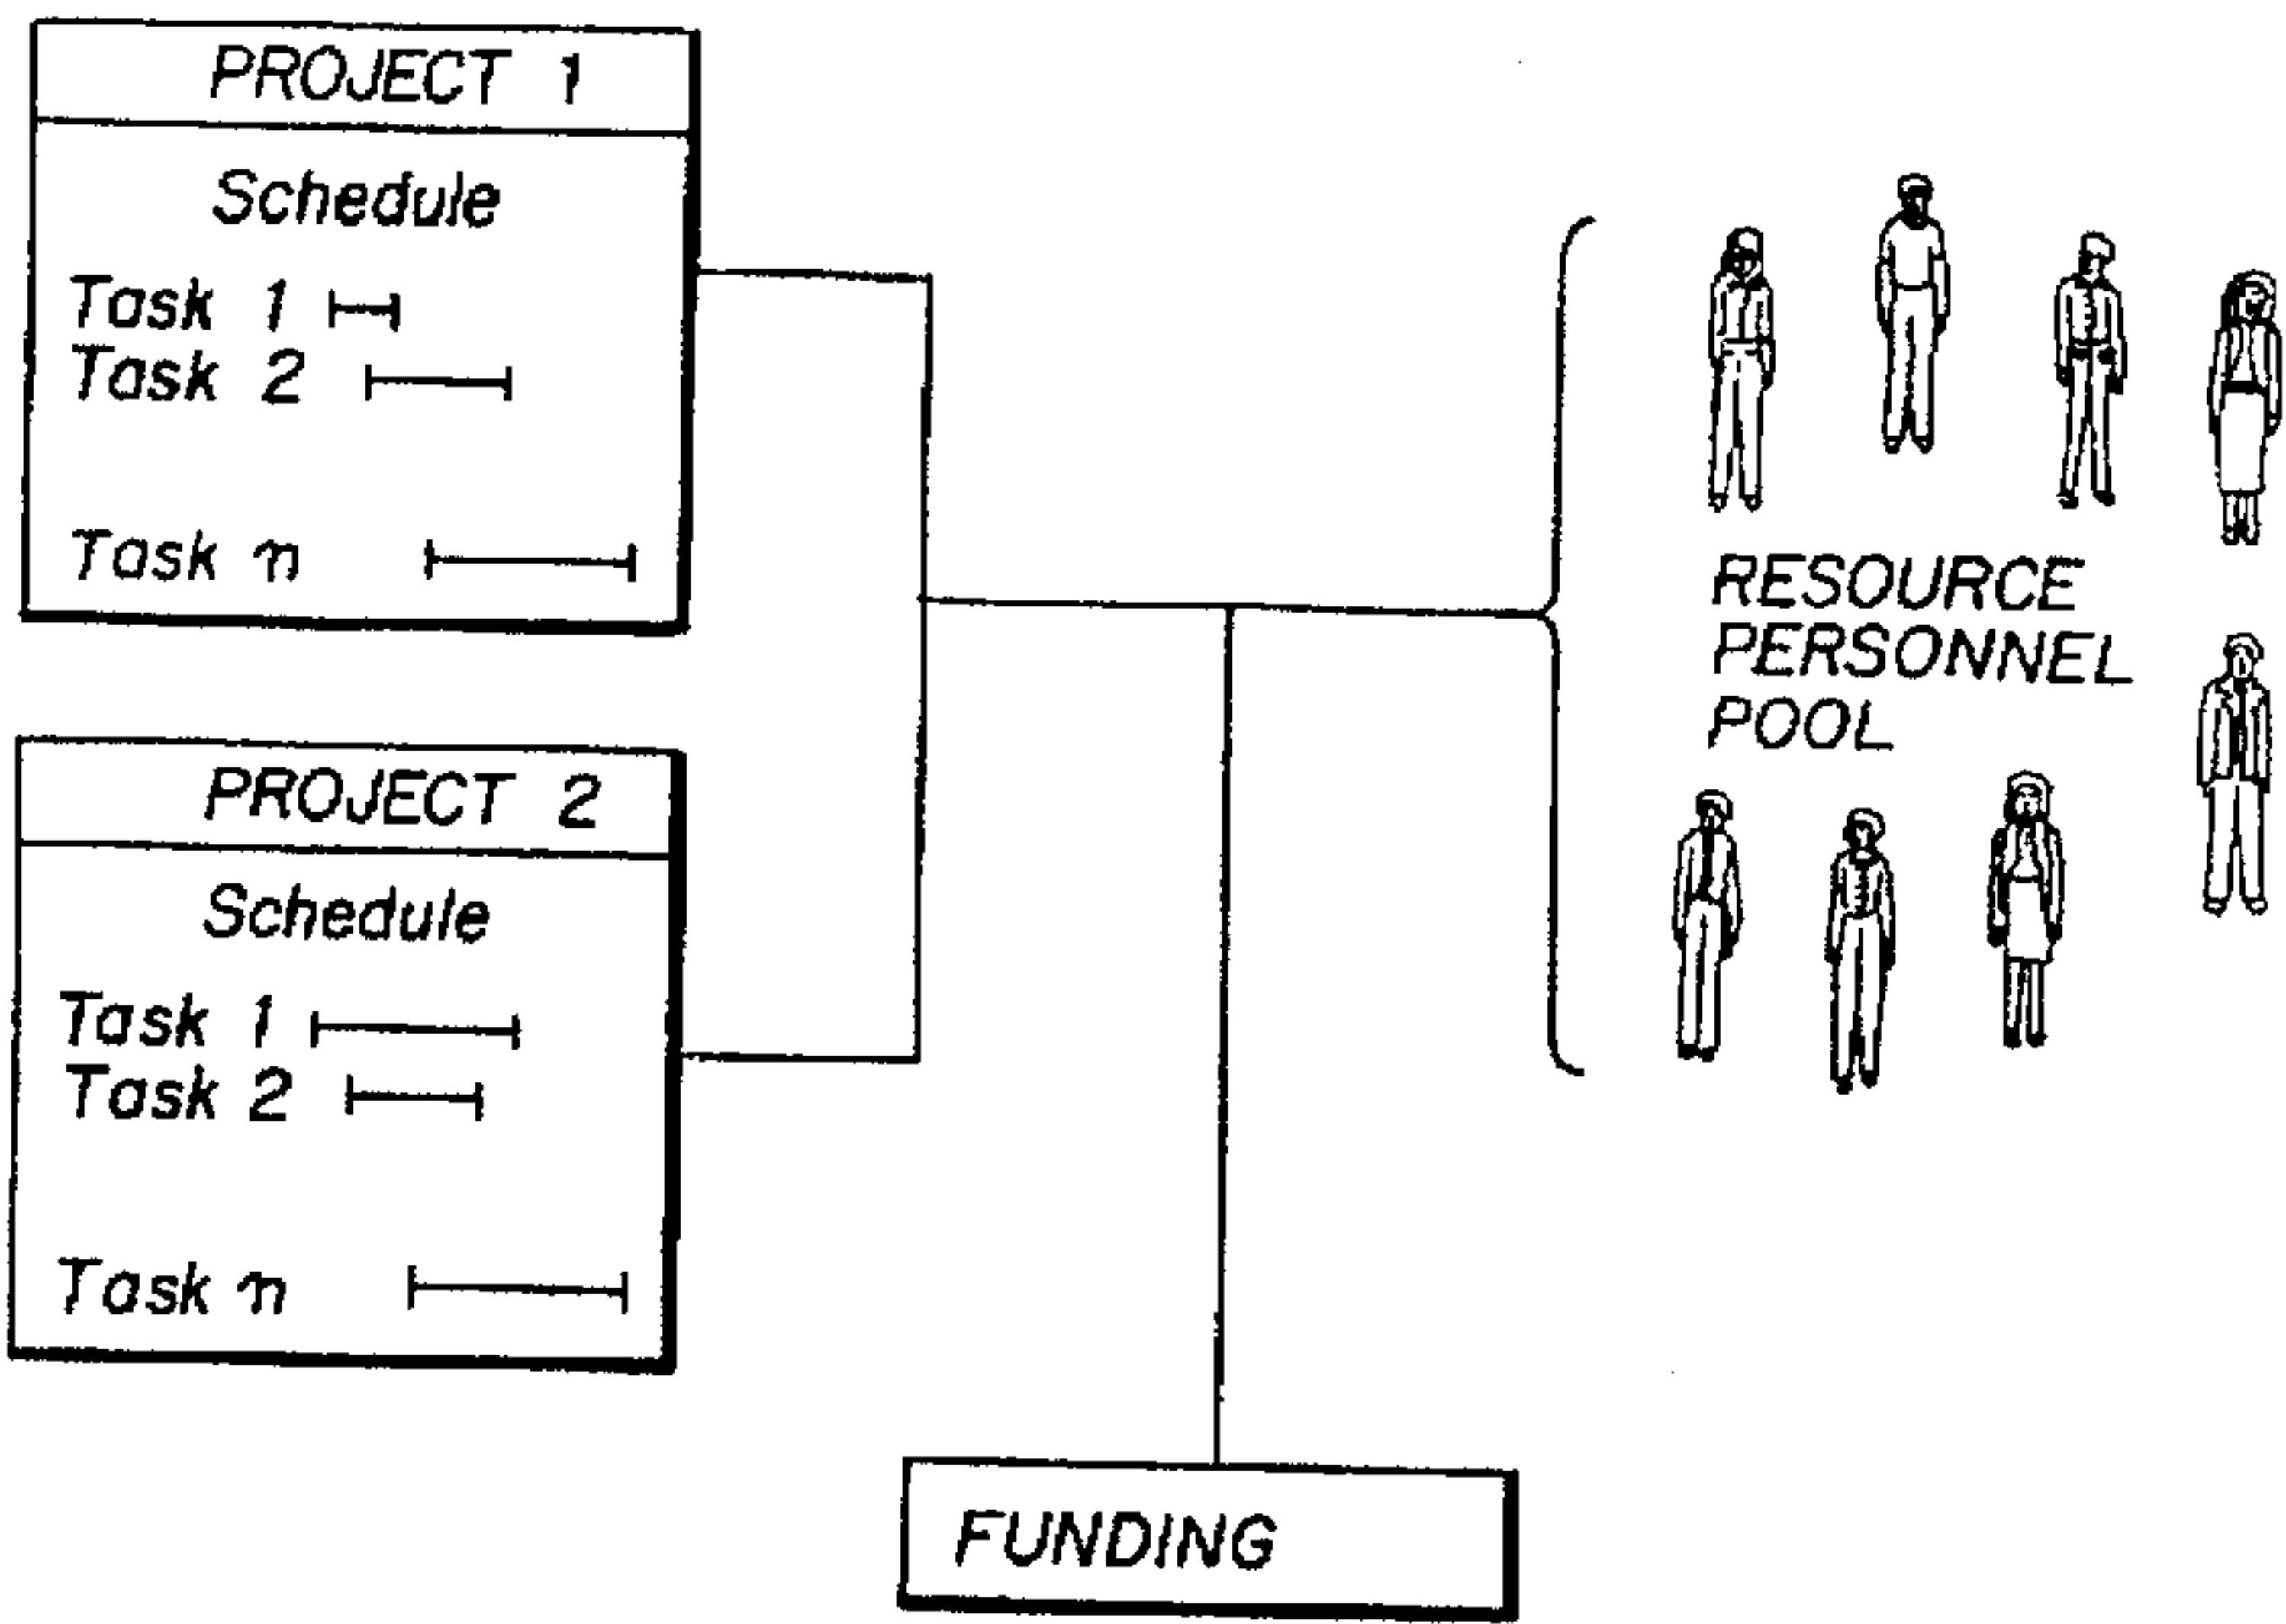 PROJECT 1
Schedule
Task 1
Task 2
Task n
PROJECT 2
Schedule
Task 1
Task 2
Task n
RESOURCE
PERSONNEL
POOL
FUNDING